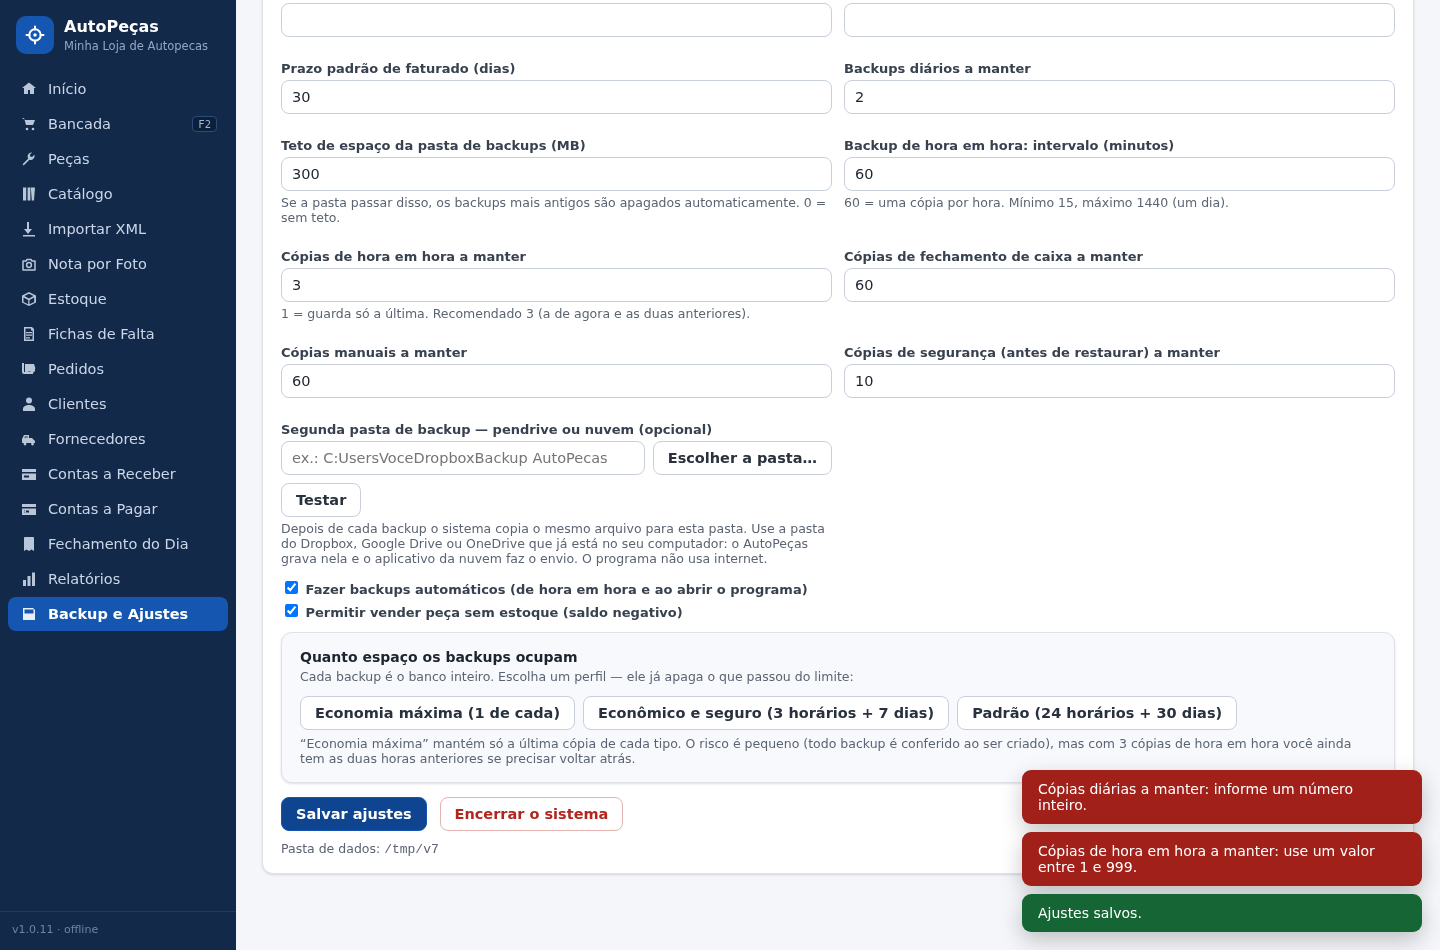 AutoPeças
Minha Loja de Autopecas
Início
Bancada F2
Peças
Catálogo
Importar XML
Nota por Foto
Estoque
Fichas de Falta
Pedidos
Clientes
Fornecedores
Contas a Receber
Contas a Pagar
Fechamento do Dia
Relatórios
Backup e Ajustes
v1.0.11 · offline
Prazo padrão de faturado (dias)
30
Backups diários a manter
2
Teto de espaço da pasta de backups (MB)
300
Se a pasta passar disso, os backups mais antigos são apagados automaticamente. 0 =
sem teto.
Backup de hora em hora: intervalo (minutos)
60
60 = uma cópia por hora. Mínimo 15, máximo 1440 (um dia).
Cópias de hora em hora a manter
3
1 = guarda só a última. Recomendado 3 (a de agora e as duas anteriores).
Cópias de fechamento de caixa a manter
60
Cópias manuais a manter
60
Cópias de segurança (antes de restaurar) a manter
10
Segunda pasta de backup — pendrive ou nuvem (opcional)
ex.: C:UsersVoceDropboxBackup AutoPecas
Escolher a pasta…
Testar
Depois de cada backup o sistema copia o mesmo arquivo para esta pasta. Use a pasta
do Dropbox, Google Drive ou OneDrive que já está no seu computador: o AutoPeças
grava nela e o aplicativo da nuvem faz o envio. O programa não usa internet.
Fazer backups automáticos (de hora em hora e ao abrir o programa)
Permitir vender peça sem estoque (saldo negativo)
Quanto espaço os backups ocupam
Cada backup é o banco inteiro. Escolha um perfil — ele já apaga o que passou do limite:
Economia máxima (1 de cada)
Econômico e seguro (3 horários + 7 dias)
Padrão (24 horários + 30 dias)
“Economia máxima” mantém só a última cópia de cada tipo. O risco é pequeno (todo backup é conferido ao ser criado), mas com 3 cópias de hora em hora você ainda
tem as duas horas anteriores se precisar voltar atrás.
Salvar ajustes
Encerrar o sistema
Pasta de dados: /tmp/v7
Cópias diárias a manter: informe um número
inteiro.
Cópias de hora em hora a manter: use um valor
entre 1 e 999.
Ajustes salvos.